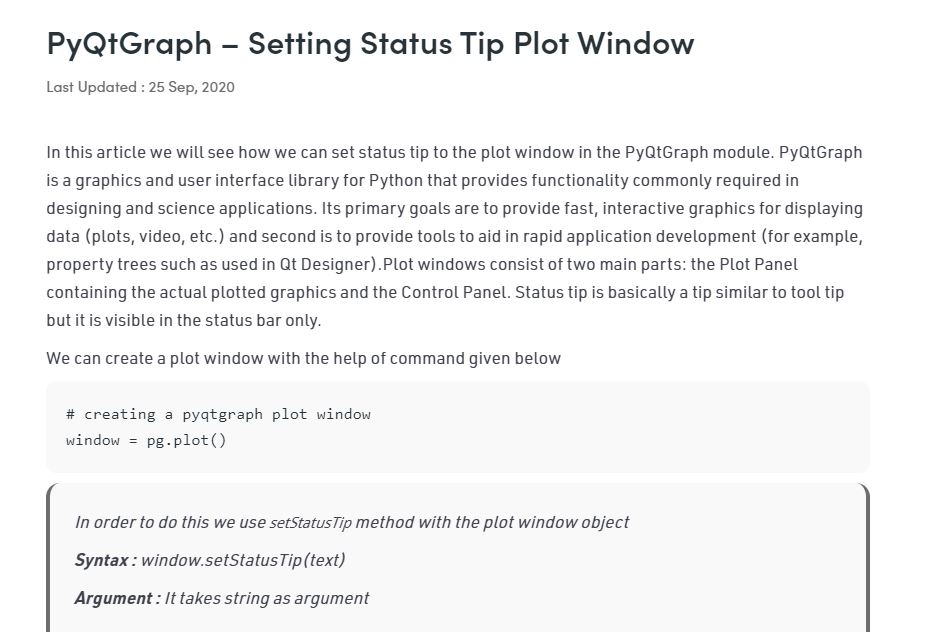 PyQtGraph – Setting Status Tip Plot Window
Last Updated : 25 Sep, 2020
In this article we will see how we can set status tip to the plot window in the PyQtGraph module. PyQtGraph
is a graphics and user interface library for Python that provides functionality commonly required in
designing and science applications. Its primary goals are to provide fast, interactive graphics for displaying
data (plots, video, etc.) and second is to provide tools to aid in rapid application development (for example,
property trees such as used in Qt Designer).Plot windows consist of two main parts: the Plot Panel
containing the actual plotted graphics and the Control Panel. Status tip is basically a tip similar to tool tip
but it is visible in the status bar only.
We can create a plot window with the help of command given below
# creating a pyqtgraph plot window
window = pg.plot()
In order to do this we use setStatusTip method with the plot window object
Syntax : window.setStatusTip(text)
Argument : It takes string as argument